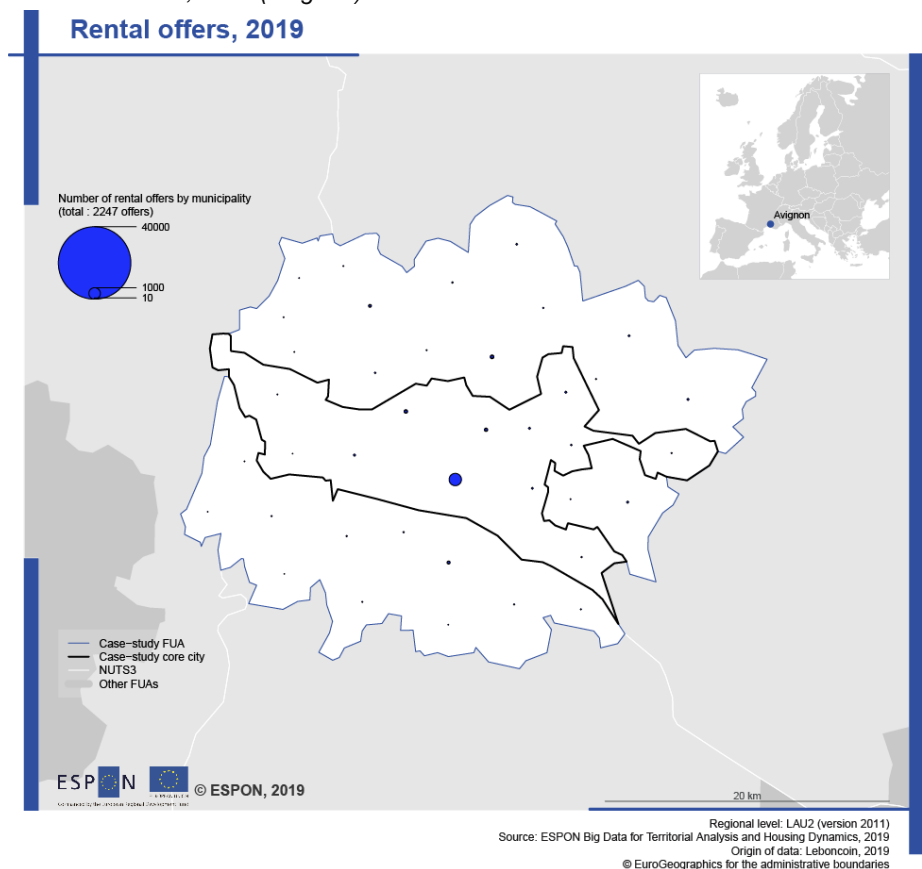 Rental offers, 2019
Avignon
Number of rental offers by municipality
(total : 2247 offers)
40000
1000
10
Case-study FUA
Case-study core city
NUTS3
Other FUAs
ESPON
© ESPON, 2019
20 km
Regional level: LAU2 (version 2011)
Source: ESPON Big Data for Territorial Analysis and Housing Dynamics, 2019
Origin of data: Leboncoin, 2019
© EuroGeographics for the administrative boundaries